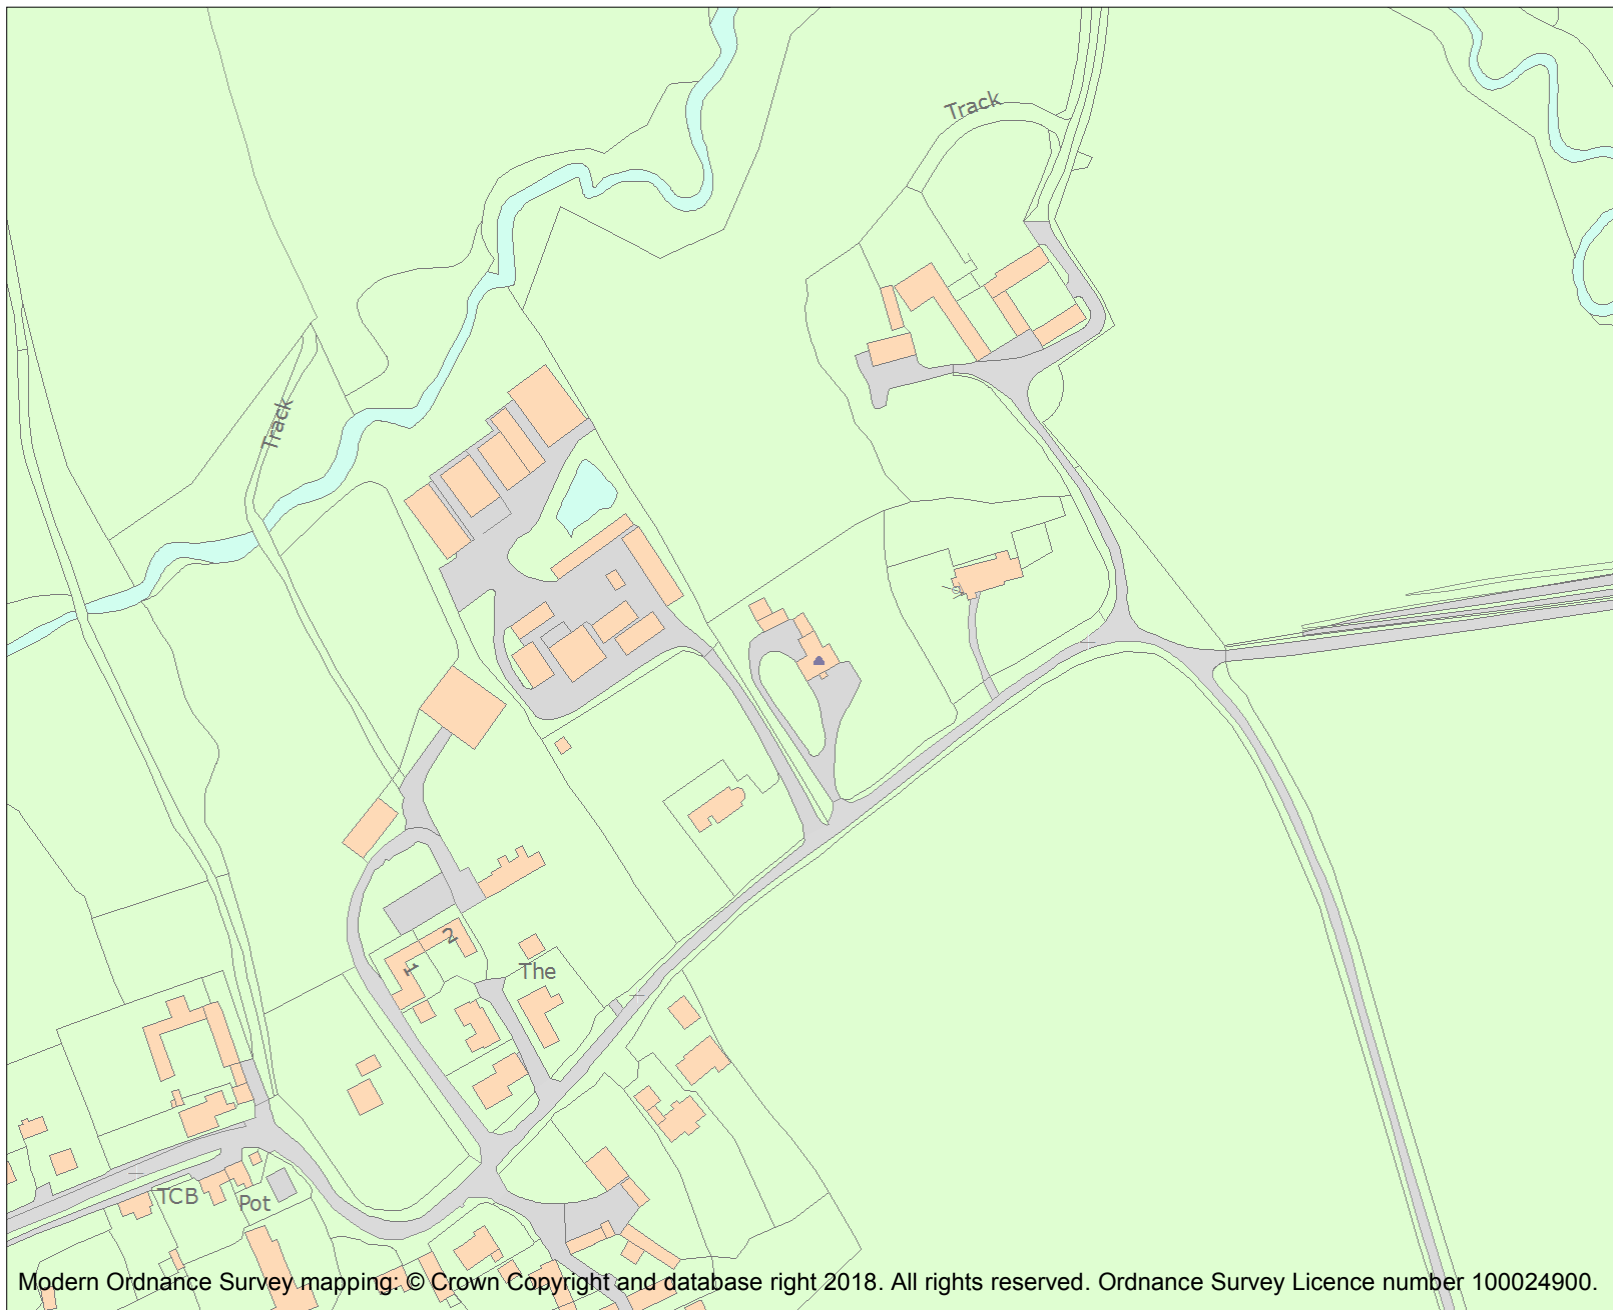 Track
Track
2
1
The
TCB
Pot
Modern Ordnance Survey mapping: © Crown Copyright and database right 2018. All rights reserved. Ordnance Survey Licence number 100024900.